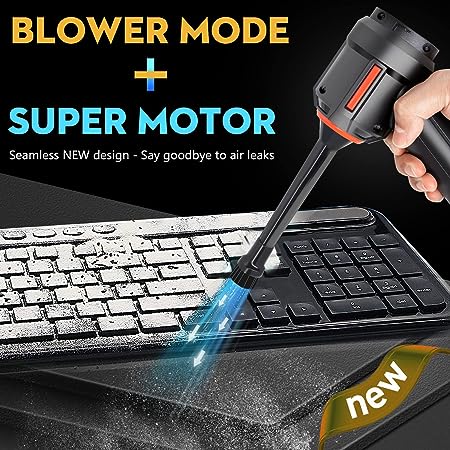 BLOWER MODE
+
SUPER MOTOR
Seamless NEW design - Say goodbye to air leaks
new